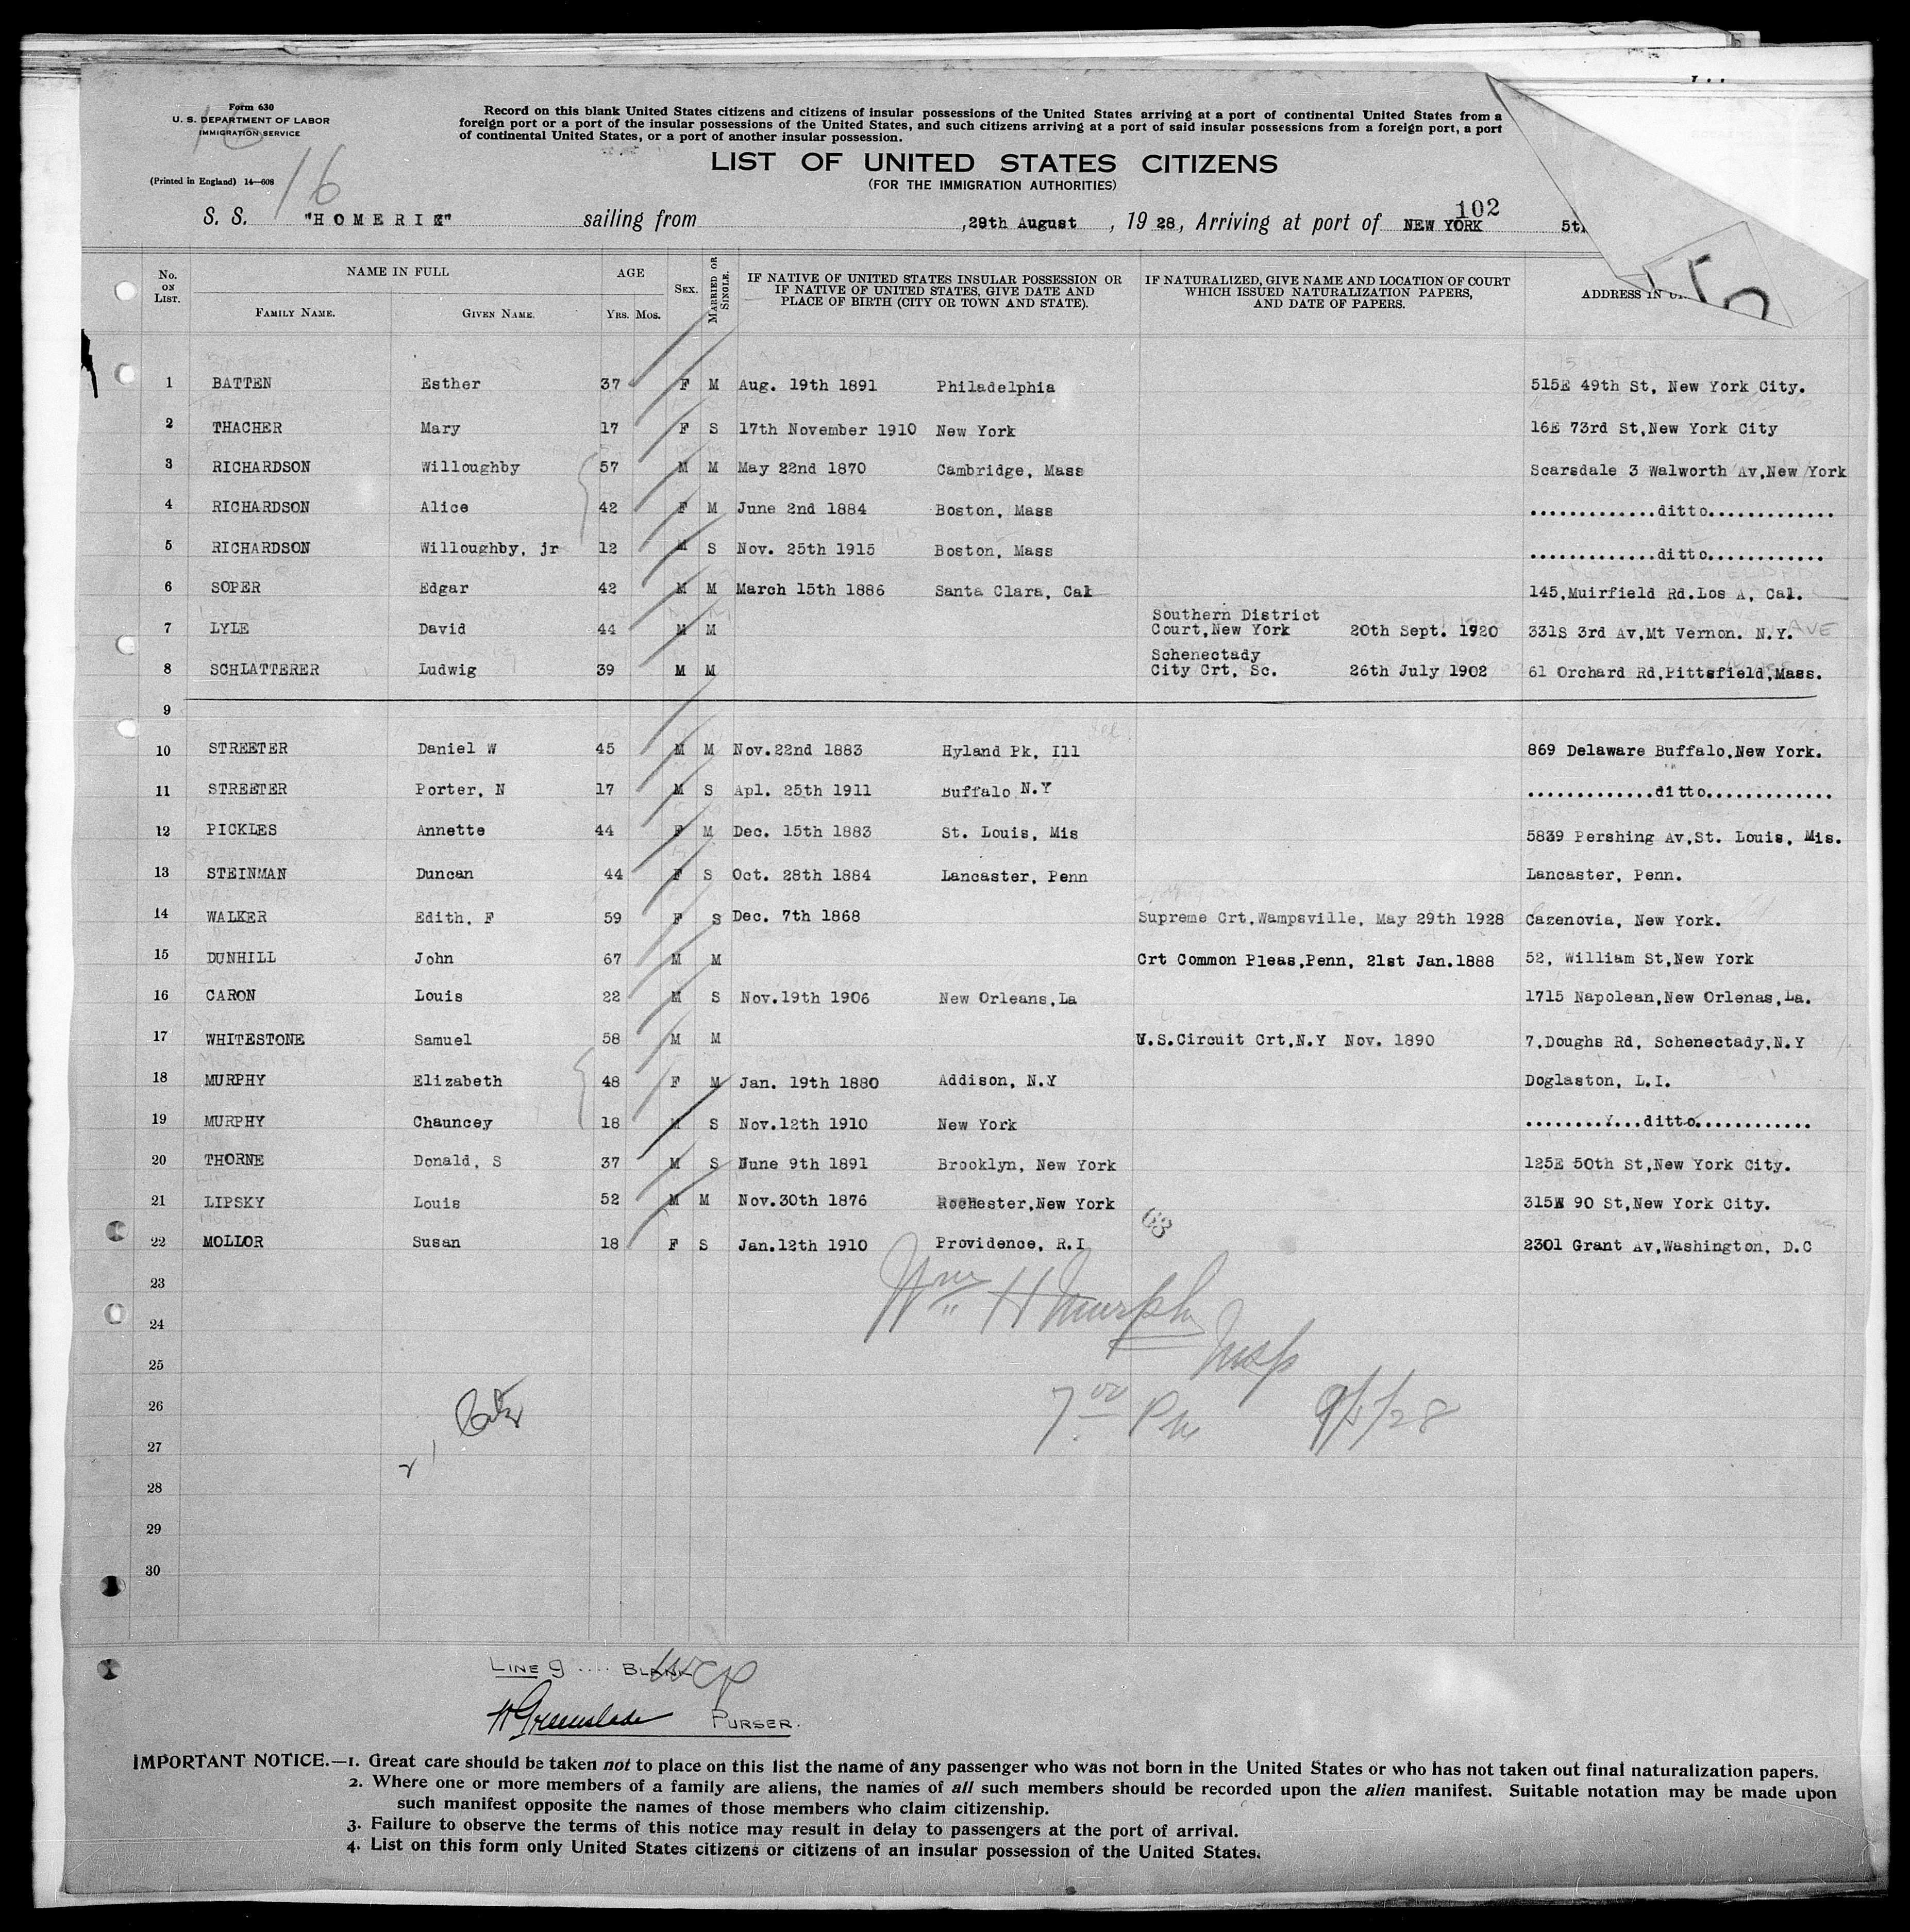 Form 630
U. S. DEPARTMENT OF LABOR
IMMIGRATION SERVICE
(Printed in England) 14—608
16
Record on this blank United States citizens and citizens of insular possessions of the United States arriving at a port of continental United States from a
foreign port or a port of the insular possessions of the United States, and such citizens arriving at a port of said insular possessions from a foreign port, a port
of continental United States, or a port of another insular possession.
LIST OF UNITED STATES CITIZENS
(FOR THE IMMIGRATION AUTHORITIES)
102
S. S. "HOMERIC" sailing from ,29th August , 19 28, Arriving at port of NEW YORK 5th
No. ON LIST. NAME IN FULL FAMILY NAME. GIVEN NAME. AGE YRS. MOS. SEX. MARRIED OR SINGLE. IF NATIVE OF UNITED STATES INSULAR POSSESSION OR IF NATIVE OF UNITED STATES, GIVE DATE AND PLACE OF BIRTH (CITY OR TOWN AND STATE). IF NATURALIZED, GIVE NAME AND LOCATION OF COURT WHICH ISSUED NATURALIZATION PAPERS, AND DATE OF PAPERS. ADDRESS IN
1 BATTEN Esther 37 F M Aug. 19th 1891 Philadelphia 515E 49th St, New York City.
2 THACHER Mary 17 F S 17th November 1910 New York 16E 73rd St,New York City
3 RICHARDSON Willoughby 57 M M May 22nd 1870 Cambridge, Mass Scarsdale 3 Walworth Av,New York
4 RICHARDSON Alice 42 F M June 2nd 1884 Boston, Mass .............ditto.............
5 RICHARDSON Willoughby, jr 12 M S Nov. 25th 1915 Boston, Mass .............ditto............
6 SOPER Edgar 42 M M March 15th 1886 Santa Clara, Cal 145,Muirfield Rd.Los A, Cal.
7 LYLE David 44 M M Southern District Court,New York 20th Sept. 1920 331S 3rd Av,Mt Vernon. N.Y. AVE
8 SCHLATTERER Ludwig 39 M M Schenectady City Crt, Sc. 26th July 1902 61 Orchard Rd,Pittsfield,Mass.
9
10 STREETER Daniel W 45 M M Nov.22nd 1883 Hyland Pk, Ill 869 Delaware Buffalo,New York.
11 STREETER Porter, N 17 M S Apl. 25th 1911 Buffalo N.Y .............ditto.............
12 PICKLES Annette 44 F M Dec. 15th 1883 St. Louis, Mis 5839 Pershing Av,St. Louis, Mis.
13 STEINMAN Duncan 44 F S Oct. 28th 1884 Lancaster, Penn Lancaster, Penn.
14 WALKER Edith, F 59 F S Dec. 7th 1868 Supreme Crt,Wampsville, May 29th 1928 Cazenovia, New York.
15 DUNHILL John 67 M M Crt Common Pleas,Penn, 21st Jan.1888 52, William St,New York
16 CARON Louis 22 M S Nov.19th 1906 New Orleans,La 1715 Napolean,New Orlenas,La.
17 WHITESTONE Samuel 58 M M U.S.Circuit Crt,N.Y Nov. 1890 7,Doughs Rd, Schenectady,N.Y
18 MURPHY Elizabeth 48 F M Jan. 19th 1880 Addison, N.Y Doglaston, L.I.
19 MURPHY Chauncey 18 M S Nov.12th 1910 New York ............ditto............
20 THORNE Donald, S 37 M S June 9th 1891 Brooklyn, New York 125E 50th St,New York City.
21 LIPSKY Louis 52 M M Nov.30th 1876 Rochester,New York 315W 90 St,New York City.
22 MOLLOR Susan 18 F S Jan.12th 1910 Providence, R.I 2301 Grant Av,Washington, D.C
63
23
Wm H Murphy
24
Insp
25
26
7 00 Pm 9/5/28
27
28
29
30
LINE 9 .... BLANK
W Greenslade PURSER.
IMPORTANT NOTICE.—1. Great care should be taken not to place on this list the name of any passenger who was not born in the United States or who has not taken out final naturalization papers.
2. Where one or more members of a family are aliens, the names of all such members should be recorded upon the alien manifest. Suitable notation may be made upon
such manifest opposite the names of those members who claim citizenship.
3. Failure to observe the terms of this notice may result in delay to passengers at the port of arrival.
4. List on this form only United States citizens or citizens of an insular possession of the United States.